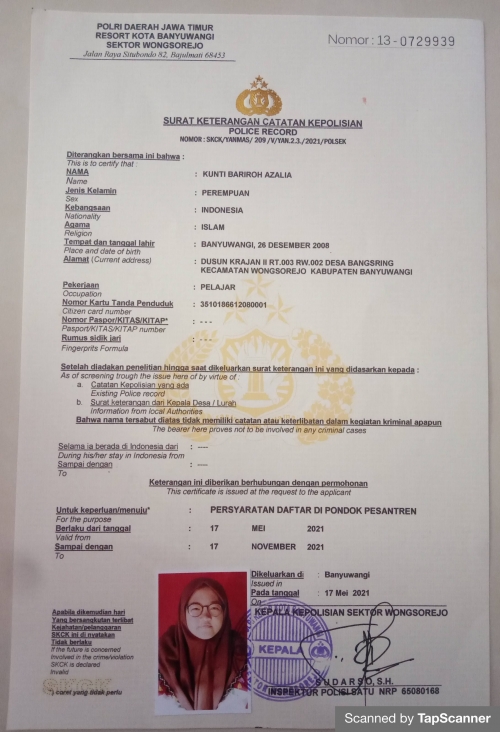 POLRI DAERAH JAWA TIMUR
RESORT KOTA BANYUWANGI
SEKTOR WONGSOREJO
Jalan Raya Situbondo 82, Bajulmati 68453
Nomor : 13-0729939
SURAT KETERANGAN CATATAN KEPOLISIAN
POLICE RECORD
NOMOR : SKCK/YANMAS/ 209 /V/YAN.2.3./2021/POLSEK
Diterangkan bersama ini bahwa :
This is to certify that :
NAMA : KUNTI BARIROH AZALIA
Name
Jenis Kelamin : PEREMPUAN
Sex
Kebangsaan : INDONESIA
Nationality
Agama : ISLAM
Religion
Tempat dan tanggal lahir : BANYUWANGI, 26 DESEMBER 2008
Place and date of birth
Alamat (Current address) : DUSUN KRAJAN II RT.003 RW.002 DESA BANGSRING
KECAMATAN WONGSOREJO KABUPATEN BANYUWANGI
Pekerjaan : PELAJAR
Occupation
Nomor Kartu Tanda Penduduk : 3510186612080001
Citizen card number
Nomor Paspor/KITAS/KITAP* : - - -
Pasport/KITAS/KITAP number
Rumus sidik jari : - - -
Fingerprits Formula
Setelah diadakan penelitian hingga saat dikeluarkan surat keterangan ini yang didasarkan kepada :
As of screening trough the issue here of by virtue of :
a. Catatan Kepolisian yang ada
Existing Police record
b. Surat keterangan dari Kepala Desa / Lurah
Information from local Authorities
Bahwa nama tersebut diatas tidak memiliki catatan atau keterlibatan dalam kegiatan kriminal apapun
The bearer here proves not to be involved in any criminal cases
Selama ia berada di Indonesia dari : ----
During his/her stay in Indonesia from
Sampai dengan : ----
To
Keterangan ini diberikan berhubungan dengan permohonan
This certificate is issued at the request to the applicant
Untuk keperluan/menuju* : PERSYARATAN DAFTAR DI PONDOK PESANTREN
For the purpose
Berlaku dari tanggal : 17 MEI 2021
Valid from
Sampai dengan : 17 NOVEMBER 2021
To
Dikeluarkan di : Banyuwangi
Issued in
Pada tanggal : 17 Mei 2021
On
KEPALA KEPOLISIAN SEKTOR WONGSOREJO
Apabila dikemudian hari
Yang bersangkutan terlibat
Kejahatan/pelanggaran
SKCK ini di nyatakan
Tidak berlaku
If the future is concerned
Involved in the crime/violation
SKCK is declared
Invalid
KEPALA
SUDARSO, S.H.
INSPEKTUR POLISI SATU NRP 65080168
SKCK
*) coret yang tidak perlu
Scanned by TapScanner